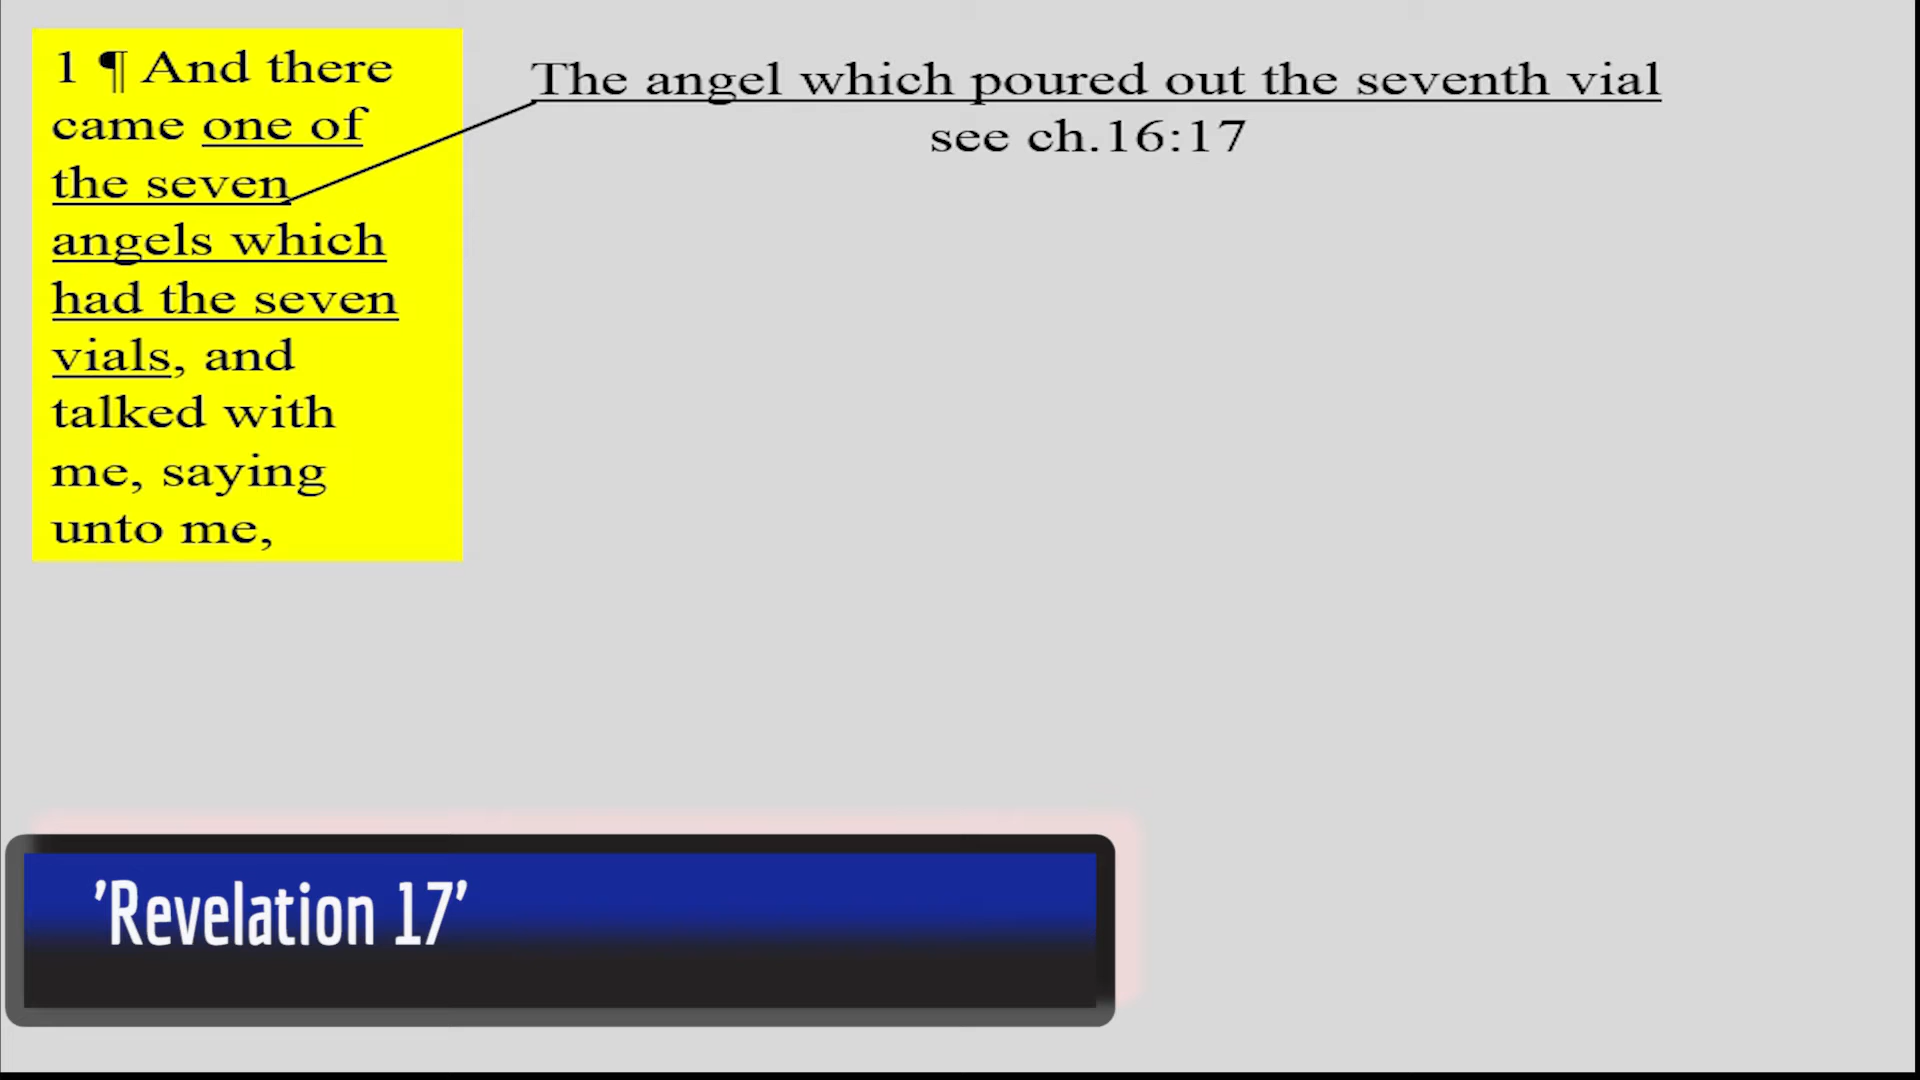 1 ¶ And there
came one of
the seven
angels which
had the seven
vials, and
talked with
me, saying
unto me,
The angel which poured out the seventh vial
see ch.16:17
’Revelation 17’